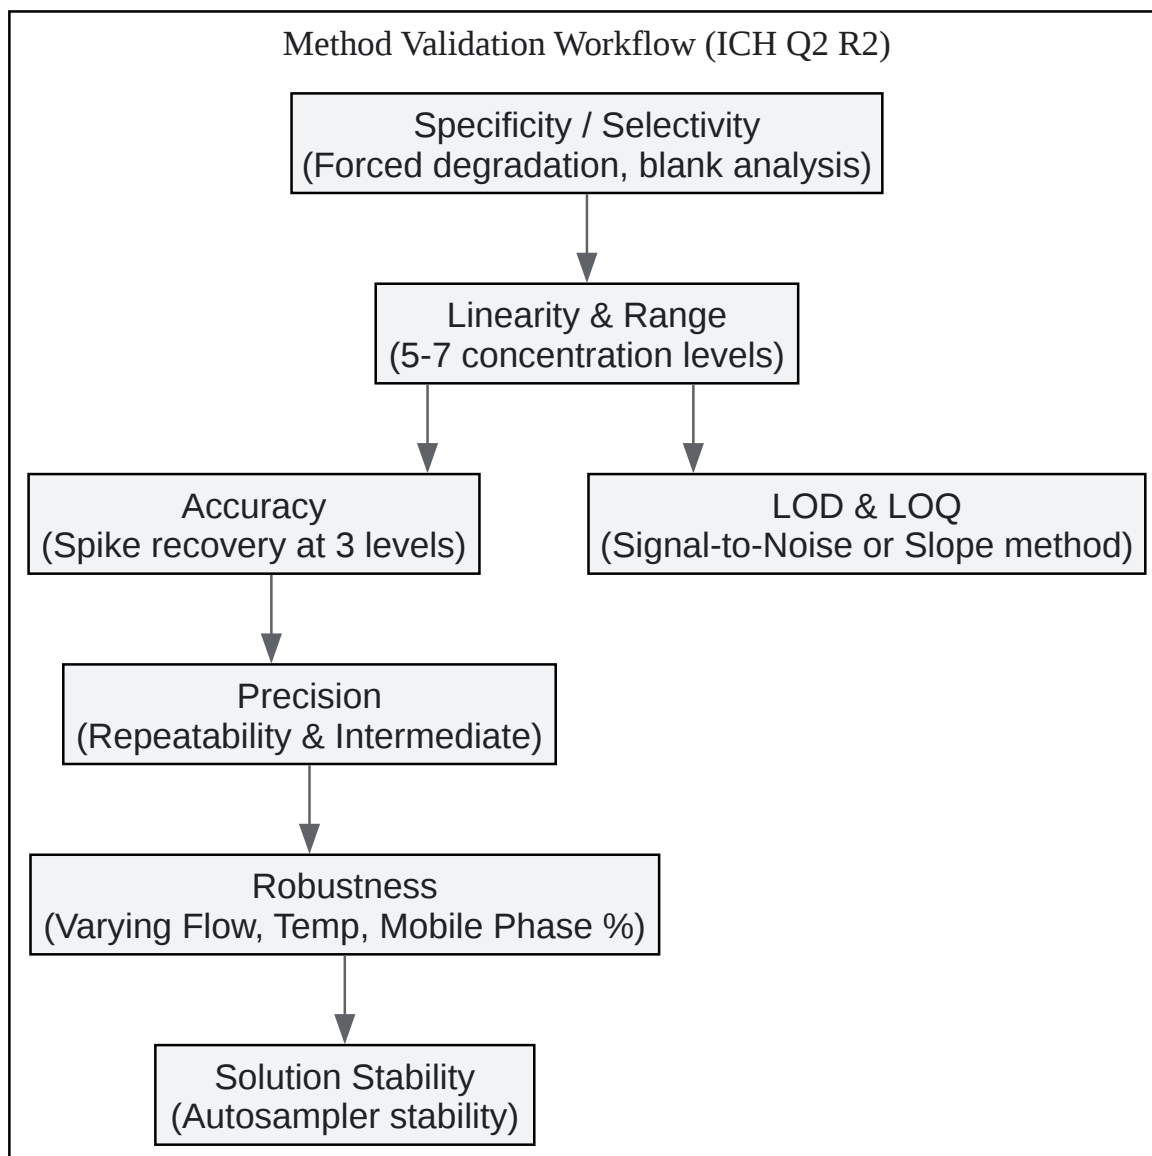 Method Validation Workflow (ICH Q2 R2)
Specificity / Selectivity
(Forced degradation, blank analysis)
Linearity & Range
(5-7 concentration levels)
Accuracy
(Spike recovery at 3 levels)
LOD & LOQ
(Signal-to-Noise or Slope method)
Precision
(Repeatability & Intermediate)
Robustness
(Varying Flow, Temp, Mobile Phase %)
Solution Stability
(Autosampler stability)